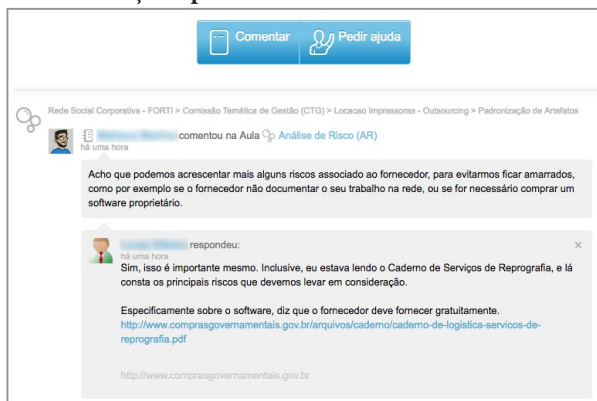 Comentar
Pedir ajuda
Rede Social Corporativa - FORTI > Comissão Temática de Gestão (CTG) > Locacao Impressoras - Outsourcing > Padronização de Artefatos
comentou na Aula Análise de Risco (AR)
há uma hora
Acho que podemos acrescentar mais alguns riscos associado ao fornecedor, para evitarmos ficar amarrados,
como por exemplo se o fornecedor não documentar o seu trabalho na rede, ou se for necessário comprar um
software proprietário.
respondeu:
há uma hora
Sim, isso é importante mesmo. Inclusive, eu estava lendo o Caderno de Serviços de Reprografia, e lá
consta os principais riscos que devemos levar em consideração.
Especificamente sobre o software, diz que o fornecedor deve fornecer gratuitamente.
http://www.comprasgovernamentais.gov.br/arquivos/caderno/caderno-de-logistica-servicos-de-
reprografia.pdf
http://www.comprasgovernamentais.gov.br